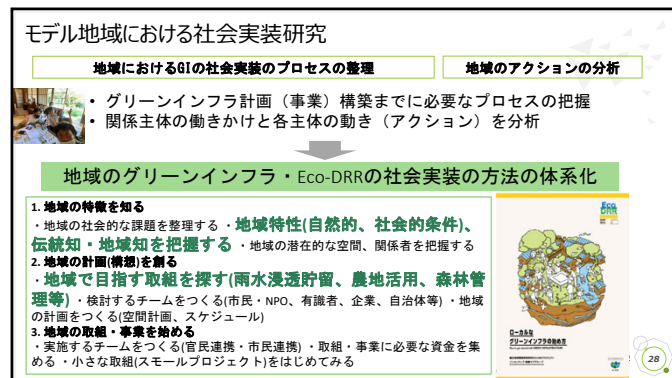 モデル地域における社会実装研究
地域におけるGIの社会実装のプロセスの整理
地域のアクションの分析
• グリーンインフラ計画（事業）構築までに必要なプロセスの把握
• 関係主体の働きかけと各主体の動き（アクション）を分析
地域のグリーンインフラ・Eco-DRRの社会実装の方法の体系化
1. 地域の特徴を知る
・地域の社会的な課題を整理する ・地域特性(自然的、社会的条件)、
伝統知・地域知を把握する ・地域の潜在的な空間、関係者を把握する
2. 地域の計画(構想)を創る
・地域で目指す取組を探す(雨水浸透貯留、農地活用、森林管
理等) ・検討するチームをつくる(市民・NPO、有識者、企業、自治体等) ・地域
の計画をつくる(空間計画、スケジュール)
3. 地域の取組・事業を始める
・実施するチームをつくる(官民連携・市民連携) ・取組・事業に必要な資金を集
める ・小さな取組(スモールプロジェクト)をはじめてみる
Eco
DRR
ローカルな
グリーンインフラの始め方
28